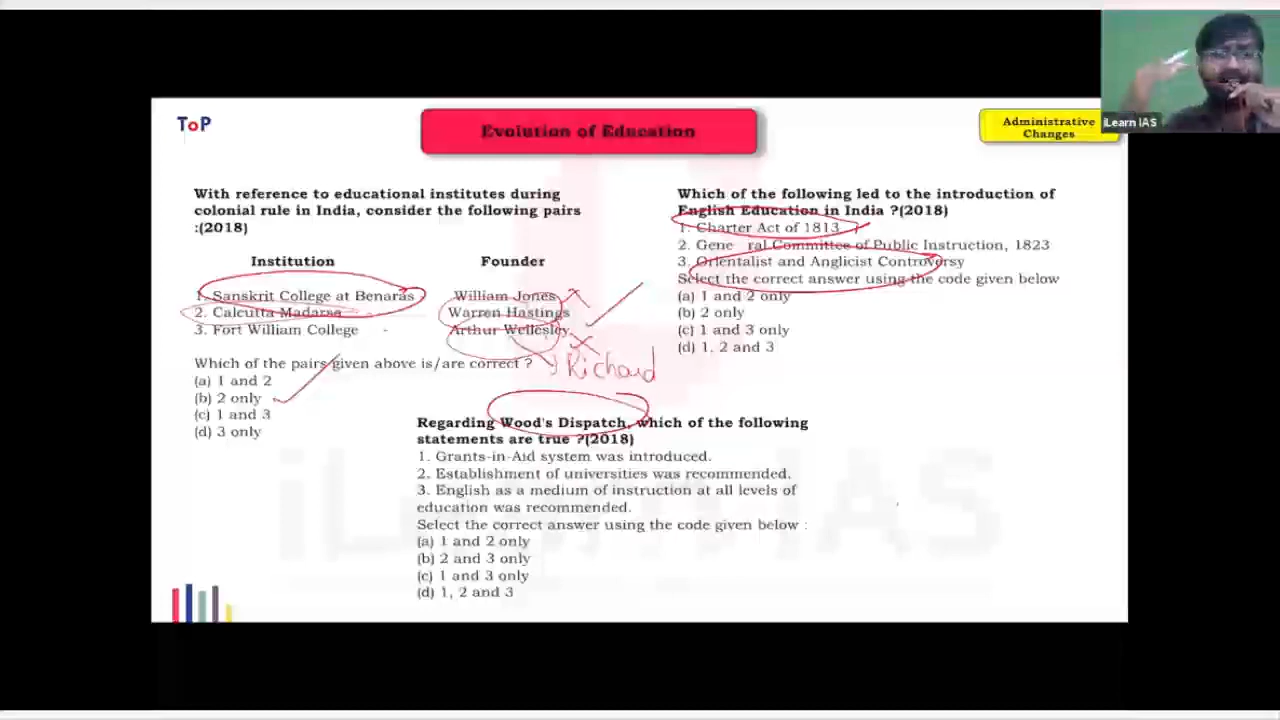 iLearn IAS
ToP
Evolution of Education
Administrative
Changes
With reference to educational institutes during
colonial rule in India, consider the following pairs
:(2018)
Institution Founder
1. Sanskrit College at Benaras William Jones
2. Calcutta Madarsa Warren Hastings
3. Fort William College - Arthur Wellesley
Richard
Which of the pairs given above is/are correct ?
(a) 1 and 2
(b) 2 only
(c) 1 and 3
(d) 3 only
Which of the following led to the introduction of
English Education in India ?(2018)
1. Charter Act of 1813
2. Gene ral Committee of Public Instruction, 1823
3. Orientalist and Anglicist Controversy
Select the correct answer using the code given below
(a) 1 and 2 only
(b) 2 only
(c) 1 and 3 only
(d) 1, 2 and 3
Regarding Wood's Dispatch, which of the following
statements are true ?(2018)
1. Grants-in-Aid system was introduced.
2. Establishment of universities was recommended.
3. English as a medium of instruction at all levels of
education was recommended.
Select the correct answer using the code given below :
(a) 1 and 2 only
(b) 2 and 3 only
(c) 1 and 3 only
(d) 1, 2 and 3
iLearn IAS